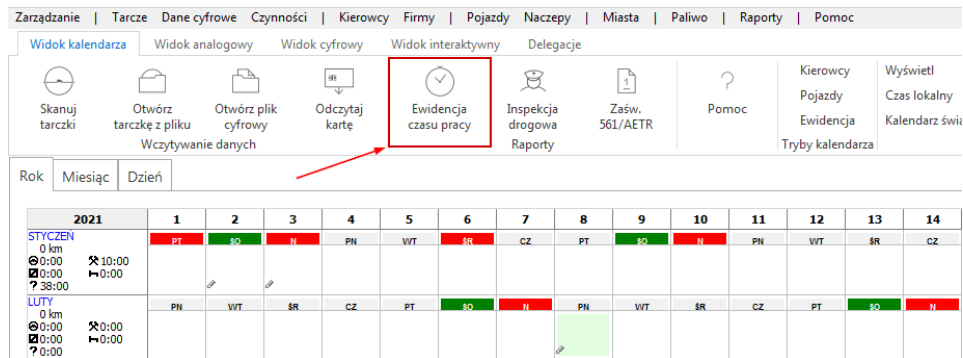 Zarządzanie | Tarcze Dane cyfrowe Czynności | Kierowcy Firmy | Pojazdy Naczepy | Miasta | Paliwo | Raporty | Pomoc
Widok kalendarza Widok analogowy Widok cyfrowy Widok interaktywny Delegacje
Skanuj tarczki Otwórz tarczkę z pliku Otwórz plik cyfrowy Odczytaj kartę Ewidencja czasu pracy Inspekcja drogowa Zaśw. 561/AETR Pomoc
Kierowcy Wyświetl
Pojazdy Czas lokalny
Ewidencja Kalendarz świą
Wczytywanie danych Raporty Tryby kalendarza
Rok Miesiąc Dzień
2021 1 2 3 4 5 6 7 8 9 10 11 12 13 14
STYCZEŃ PT SO N PN WT ŚR CZ PT SO N PN WT ŚR CZ
0 km
0:00 10:00
0:00 0:00
? 38:00
LUTY PN WT ŚR CZ PT SO N PN WT ŚR CZ PT SO N
0 km
0:00 0:00
0:00 0:00
? 0:00